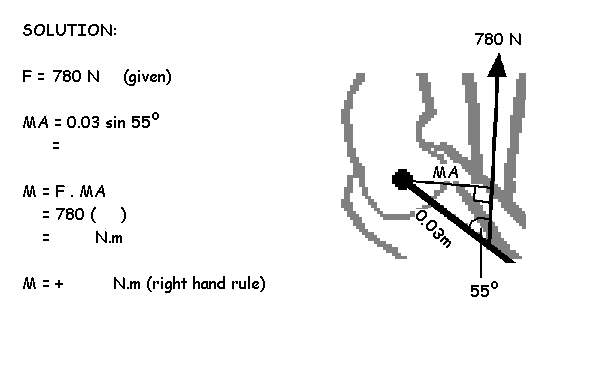 SOLUTION:
F = 780 N (given)
MA = 0.03 sin 55°
=
M = F . MA
= 780 ( )
= N.m
M = + N.m (right hand rule)
780 N
MA
0.03m
55°